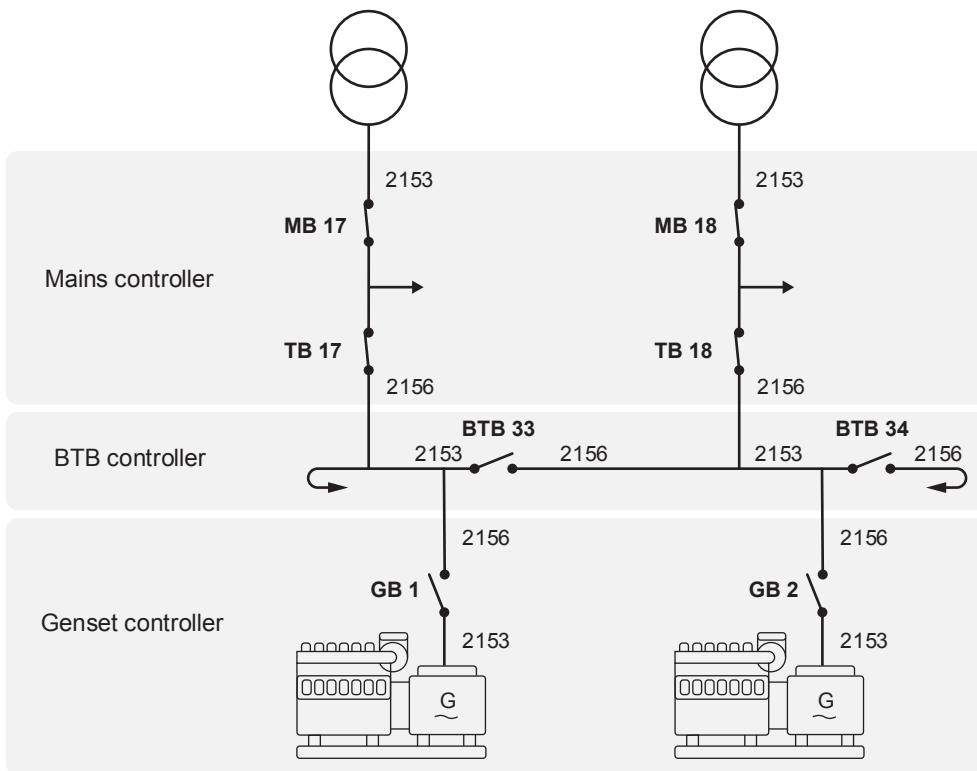 2153 2153
MB 17 MB 18
Mains controller
TB 17 TB 18
2156 2156
BTB 33 BTB 34
BTB controller 2153 2156 2153 2156
2156 2156
GB 1 GB 2
Genset controller
2153 2153
G G